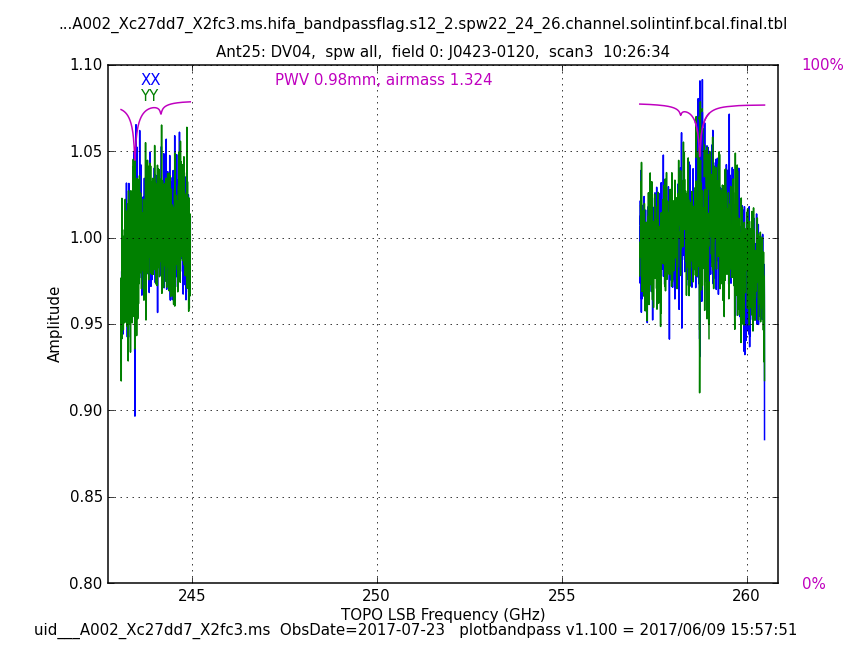 ...A002_Xc27dd7_X2fc3.ms.hifa_bandpassflag.s12_2.spw22_24_26.channel.solintinf.bcal.final.tbl
Ant25: DV04,  spw all,  field 0: J0423-0120,  scan3  10:26:34
1.10
100%
XX
PWV 0.98mm, airmass 1.324
YY
1.05
1.00
0.95
Amplitude
0.90
0.85
0.80
0%
245
250
255
260
TOPO LSB Frequency (GHz)
uid___A002_Xc27dd7_X2fc3.ms  ObsDate=2017-07-23   plotbandpass v1.100 = 2017/06/09 15:57:51